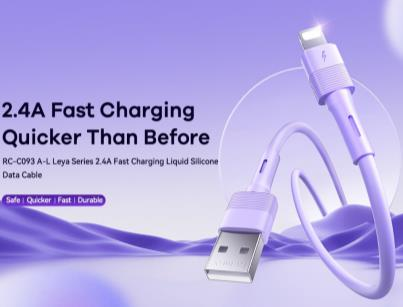 2.4A Fast Charging
Quicker Than Before
RC-C093 A-L Leya Series 2.4A Fast Charging Liquid Silicone
Data Cable
Safe | Quicker | Fast | Durable